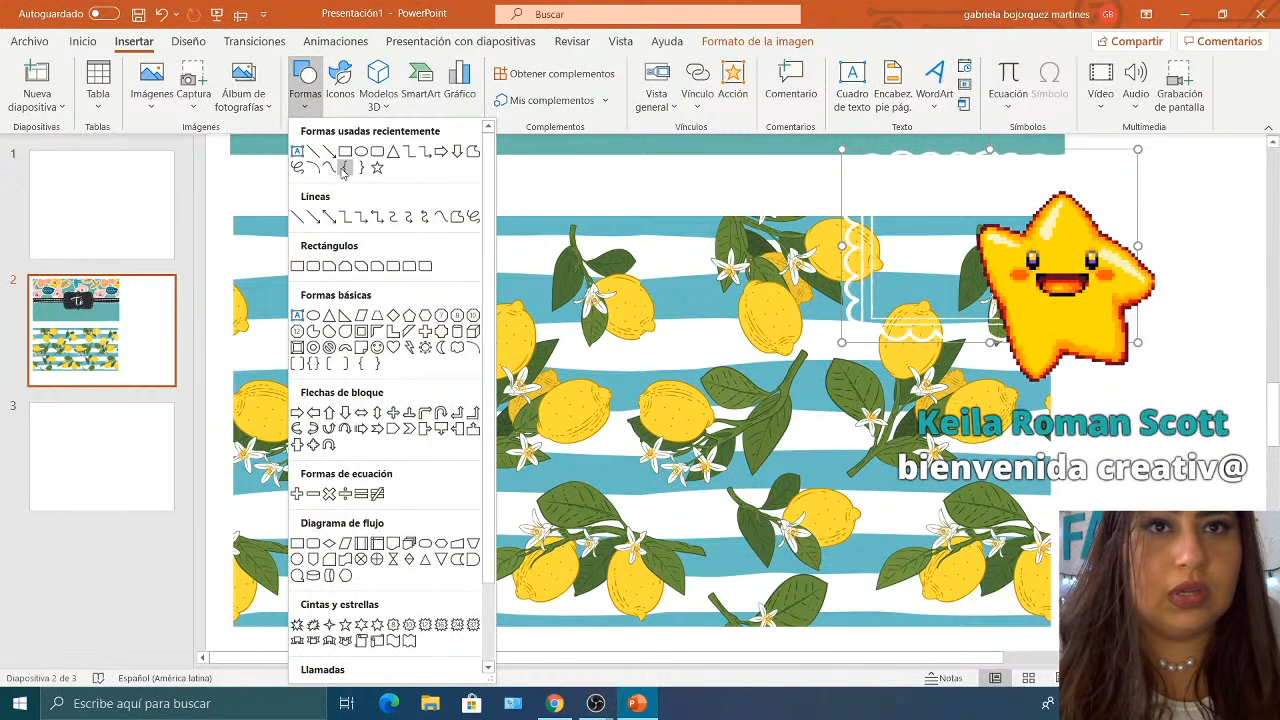 Autoguardado
Presentación1 - PowerPoint
Buscar
gabriela bojorquez martines
GB
Archivo
Inicio
Insertar
Diseño
Transiciones
Animaciones
Presentación con diapositivas
Revisar
Vista
Ayuda
Formato de la imagen
Compartir
Comentarios
Nueva diapositiva
Tabla
Imágenes
Captura
Álbum de fotografías
Formas
Iconos
Modelos 3D
SmartArt
Gráfico
Obtener complementos
Mis complementos
Vista general
Vínculo
Acción
Comentario
Cuadro de texto
Encabez. pie pág.
WordArt
Ecuación
Símbolo
Vídeo
Audio
Grabación de pantalla
Diapositivas
Tablas
Imágenes
Complementos
Vínculos
Comentarios
Texto
Símbolos
Multimedia
Formas usadas recientemente
Líneas
Rectángulos
Formas básicas
Flechas de bloque
Formas de ecuación
Diagrama de flujo
Cintas y estrellas
Llamadas
1
2
3
Keila Roman Scott
bienvenida creativ@
FA
Diapositiva 2 de 3
Español (América latina)
Notas
Escribe aquí para buscar